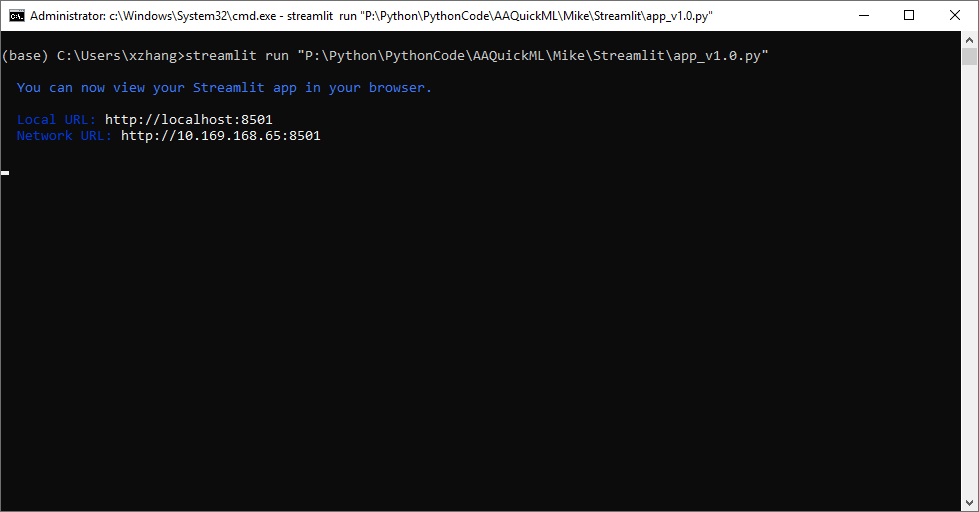 Administrator: c:\Windows\System32\cmd.exe - streamlit  run "P:\Python\PythonCode\AAQuickML\Mike\Streamlit\app_v1.0.py"
(base) C:\Users\xzhang>streamlit run "P:\Python\PythonCode\AAQuickML\Mike\Streamlit\app_v1.0.py"
You can now view your Streamlit app in your browser.
Local URL: http://localhost:8501
Network URL: http://10.169.168.65:8501